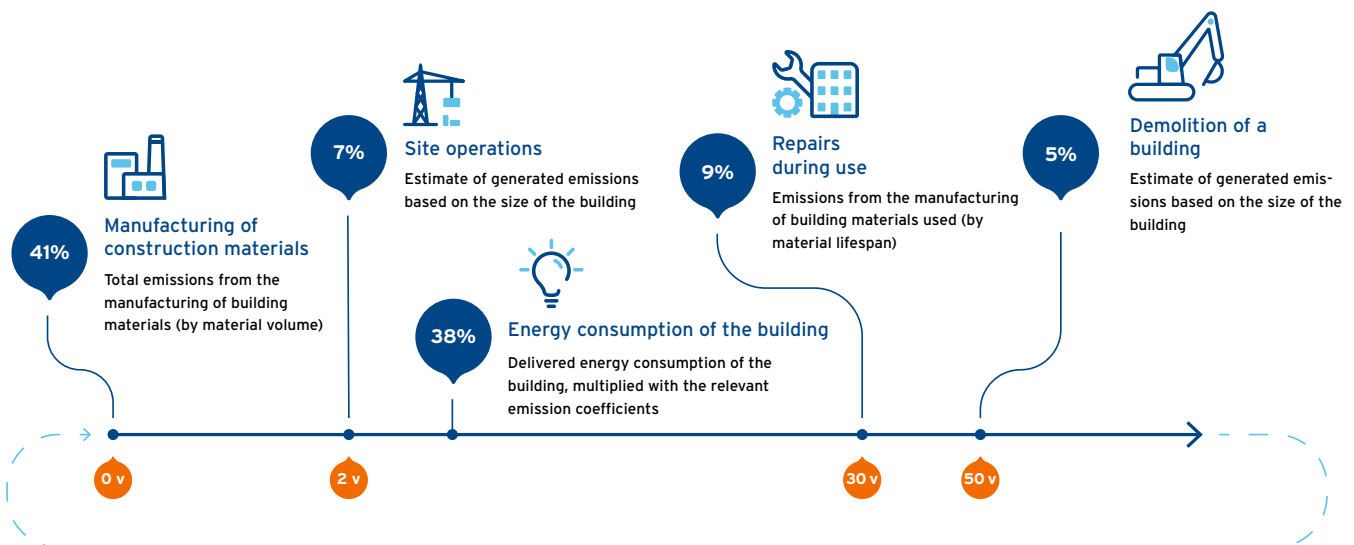 41%
Manufacturing of
construction materials
Total emissions from the
manufacturing of building
materials (by material volume)
7%
Site operations
Estimate of generated emissions
based on the size of the building
38%
Energy consumption of the building
Delivered energy consumption of the
building, multiplied with the relevant
emission coefficients
9%
Repairs
during use
Emissions from the manufacturing
of building materials used (by
material lifespan)
5%
Demolition of a
building
Estimate of generated emis-
sions based on the size of the
building
0 v
2 v
30 v
50 v